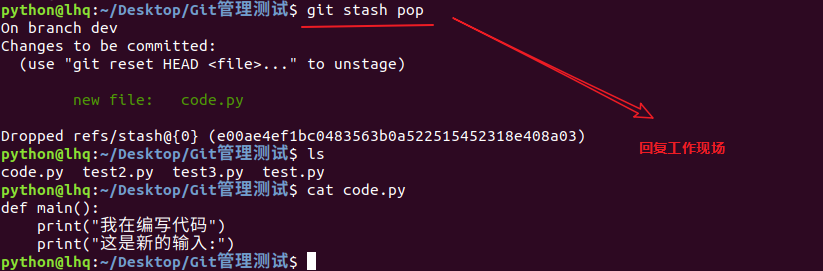 python@lhq:~/Desktop/Git管理测试$ git stash pop
On branch dev
Changes to be committed:
  (use "git reset HEAD <file>..." to unstage)
        new file:   code.py
Dropped refs/stash@{0} (e00ae4ef1bc0483563b0a522515452318e408a03)
回复工作现场
python@lhq:~/Desktop/Git管理测试$ ls
code.py  test2.py  test3.py  test.py
python@lhq:~/Desktop/Git管理测试$ cat code.py
def main():
    print("我在编写代码")
    print("这是新的输入:")
python@lhq:~/Desktop/Git管理测试$